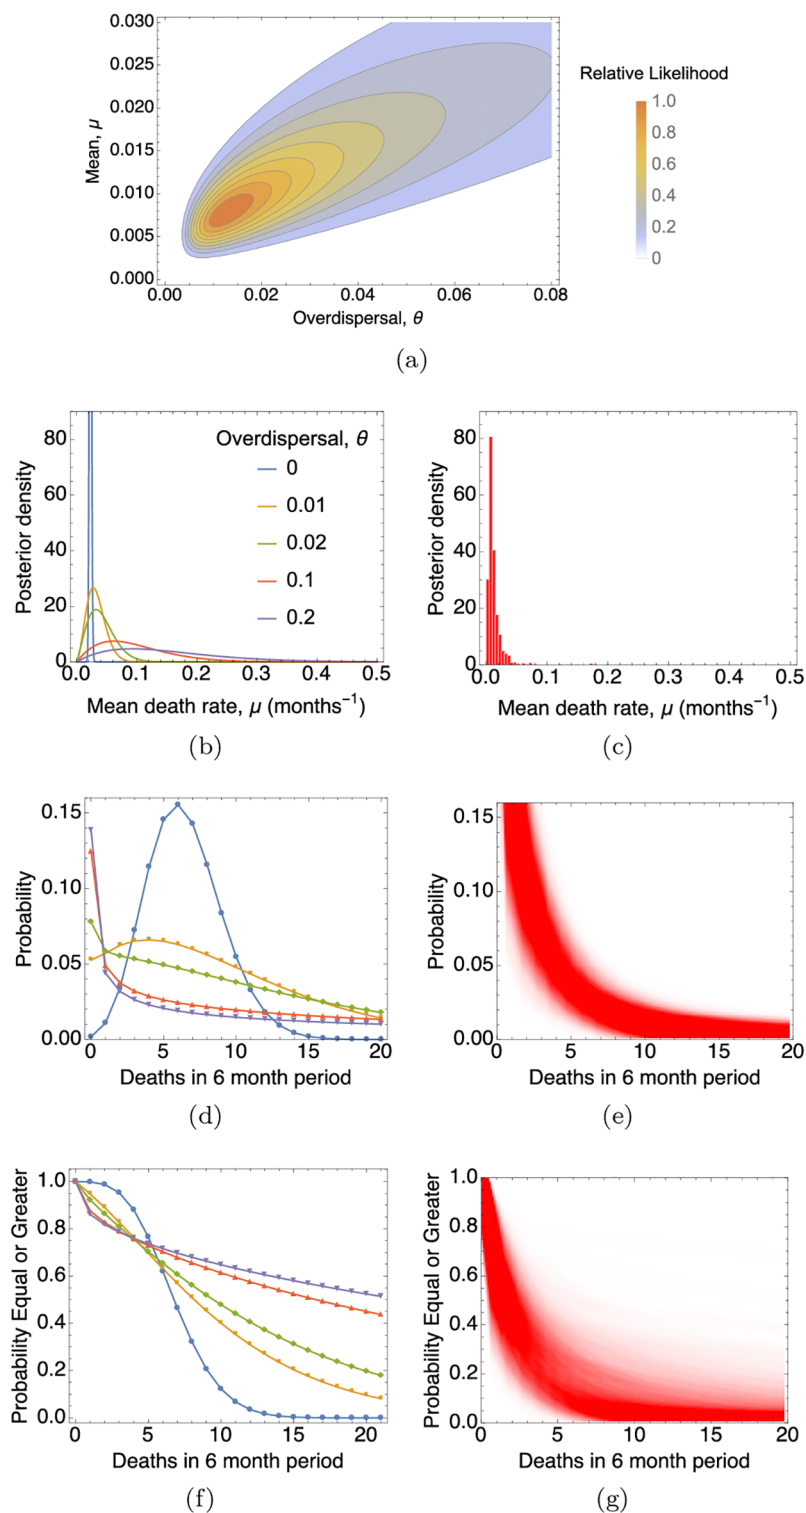 0.030
0.025
0.020
0.015
0.010
0.005
0.000
Mean, μ
0.00 0.02 0.04 0.06 0.08
Overdispersal, θ
Relative Likelihood
1.0
0.8
0.6
0.4
0.2
0
(a)
80
60
40
20
0
Posterior density
Overdispersal, θ
0
0.01
0.02
0.1
0.2
0.0 0.1 0.2 0.3 0.4 0.5
Mean death rate, μ (months⁻¹)
(b)
80
60
40
20
0
Posterior density
0.0 0.1 0.2 0.3 0.4 0.5
Mean death rate, μ (months⁻¹)
(c)
0.15
0.10
0.05
0.00
Probability
0 5 10 15 20
Deaths in 6 month period
(d)
0.15
0.10
0.05
0.00
Probability
0 5 10 15 20
Deaths in 6 month period
(e)
1.0
0.8
0.6
0.4
0.2
0.0
Probability Equal or Greater
0 5 10 15 20
Deaths in 6 month period
(f)
1.0
0.8
0.6
0.4
0.2
0.0
Probability Equal or Greater
0 5 10 15 20
Deaths in 6 month period
(g)